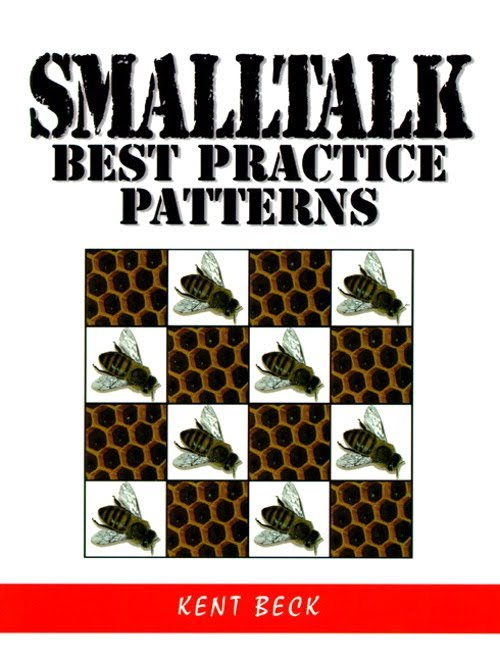 SMALLTALK
BEST PRACTICE
PATTERNS
KENT BECK